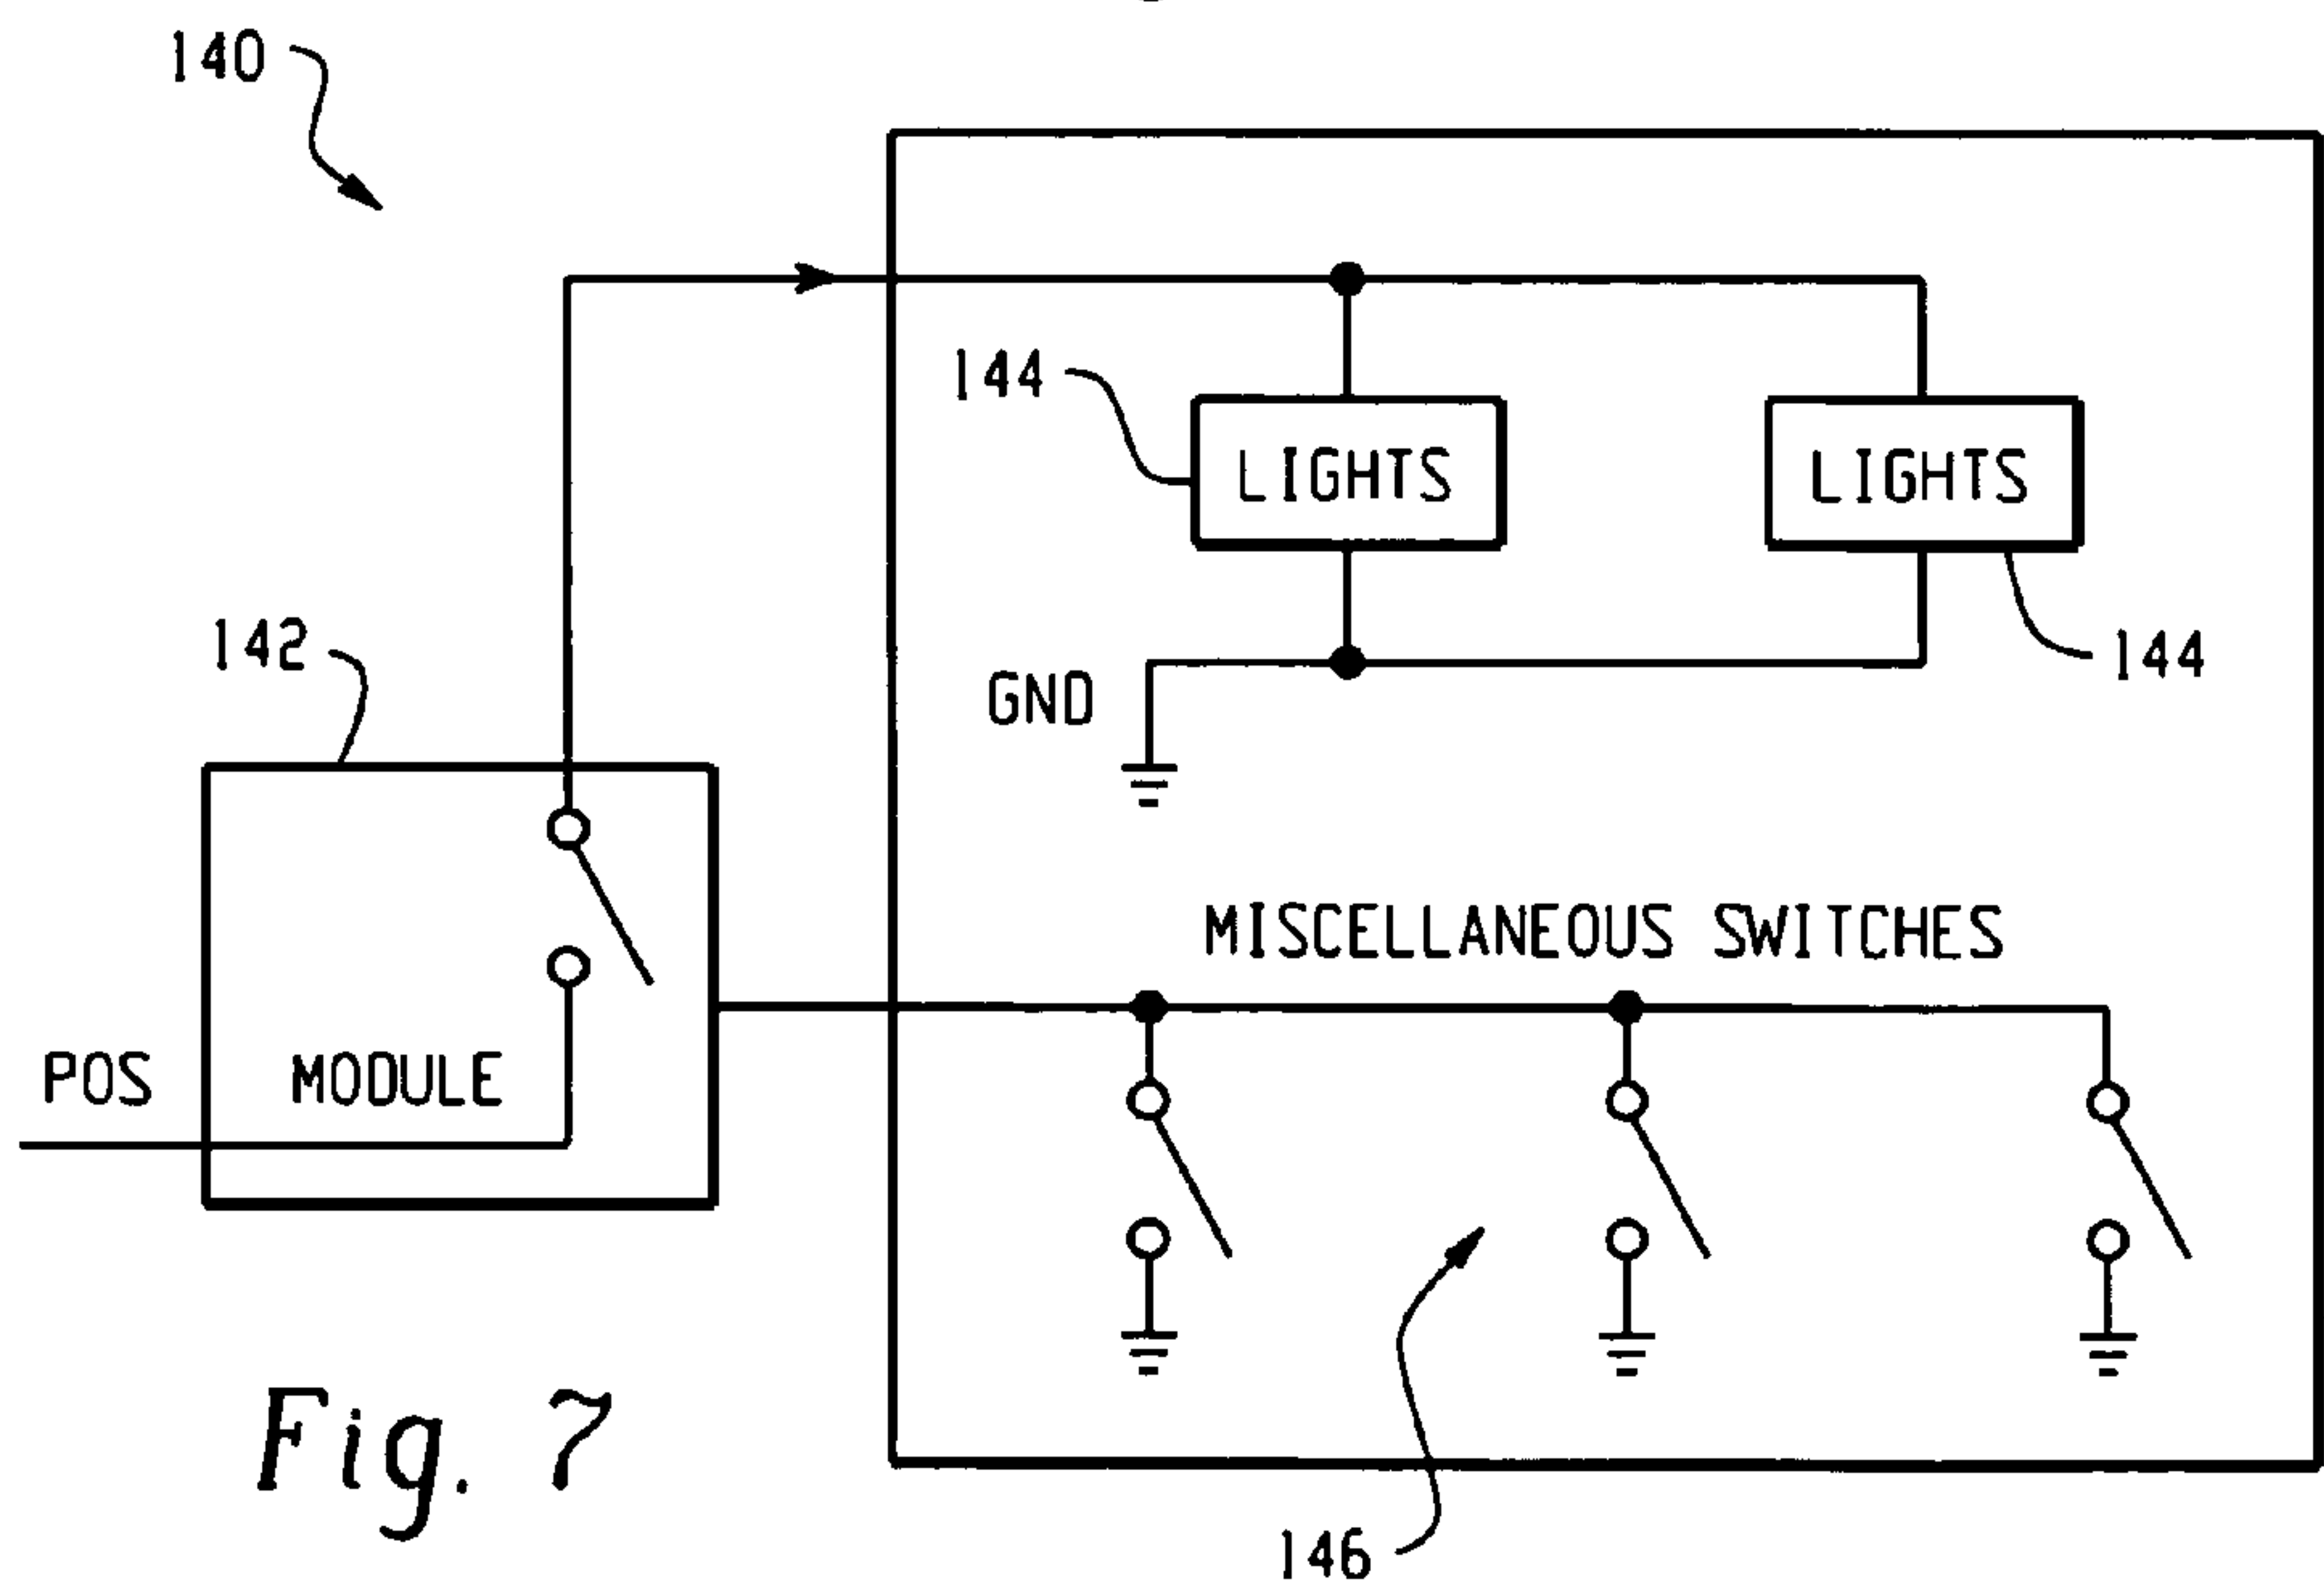 140
144
LIGHTS
LIGHTS
142
144
GND
MISCELLANEOUS SWITCHES
POS
MODULE
Fig. 7
146